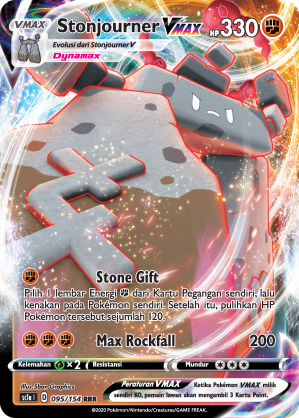 VMAX
Stonjourner VMAX HP 330
Evolusi dari Stonjourner V
Dynamax
Stone Gift
Pilih 1 lembar Energi dari Kartu Pegangan sendiri, lalu
kenakan pada Pokémon sendiri. Setelah itu, pulihkan HP
Pokémon tersebut sejumlah 120.
Max Rockfall 200
Kelemahan ×2 Resistansi Mundur
Illus. 5ban Graphics
sc1a I D 095/154 RRR
Peraturan VMAX Ketika Pokémon VMAX milik
sendiri KO, pemain lawan akan mengambil 3 Kartu Point.
©2020 Pokémon/Nintendo/Creatures/GAME FREAK.